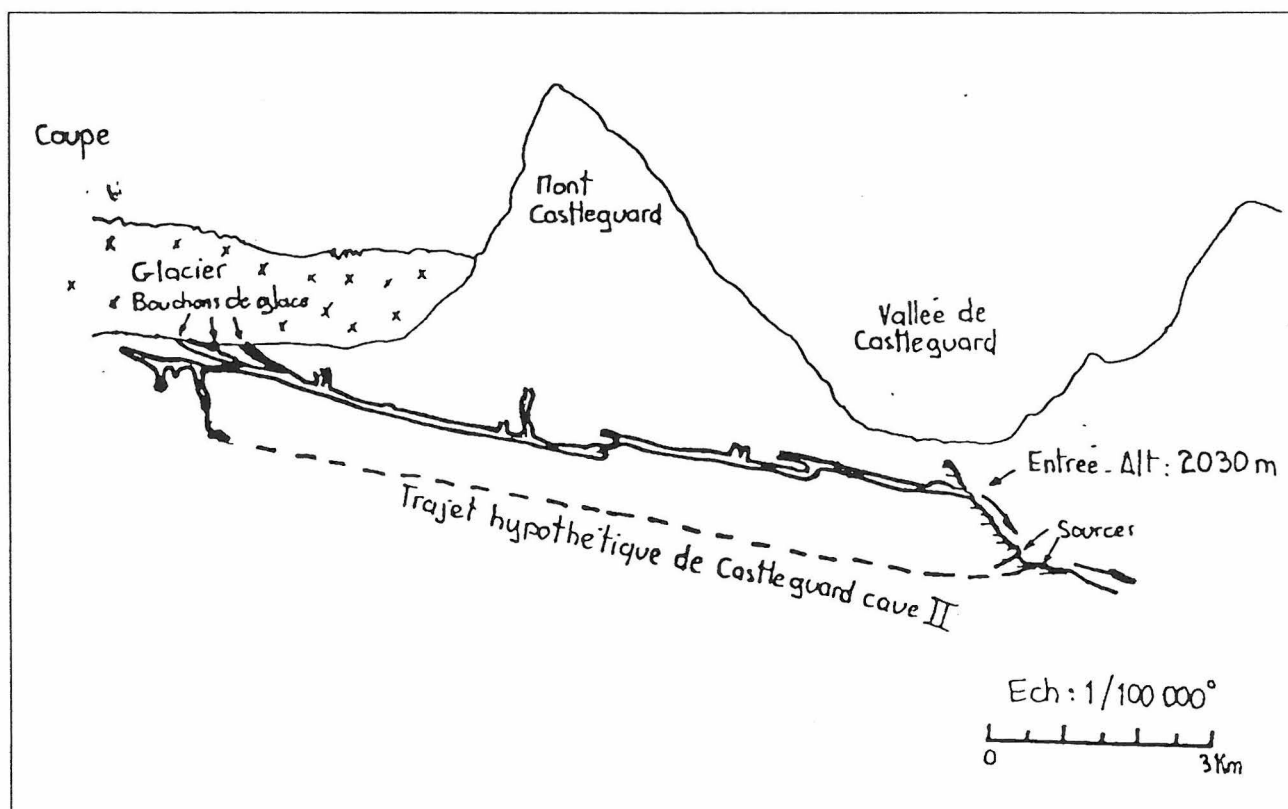 Coupe
Mont
Castleguard
Glacier
Bouchons de glace
Vallée de
Castleguard
Entrée - Alt : 2030 m
Sources
Trajet hypothétique de Castleguard cave II
Ech : 1/100 000°
0
3 Km